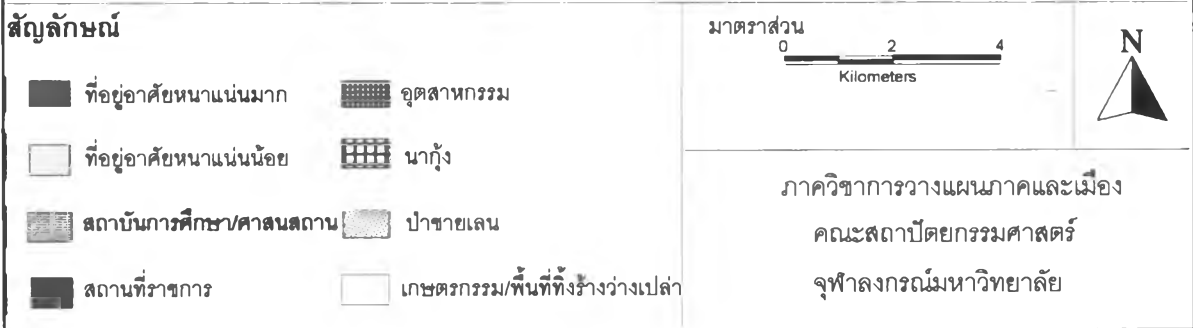 สัญลักษณ์
ที่อยู่อาศัยหนาแน่นมาก
ที่อยู่อาศัยหนาแน่นน้อย
สถาบันการศึกษา/ศาสนสถาน
สถานที่ราชการ
อุตสาหกรรม
นากุ้ง
ป่าชายเลน
เกษตรกรรม/พื้นที่ทิ้งร้างว่างเปล่า
มาตราส่วน
0 2 4
Kilometers
N
ภาควิชาการวางแผนภาคและเมือง
คณะสถาปัตยกรรมศาสตร์
จุฬาลงกรณ์มหาวิทยาลัย